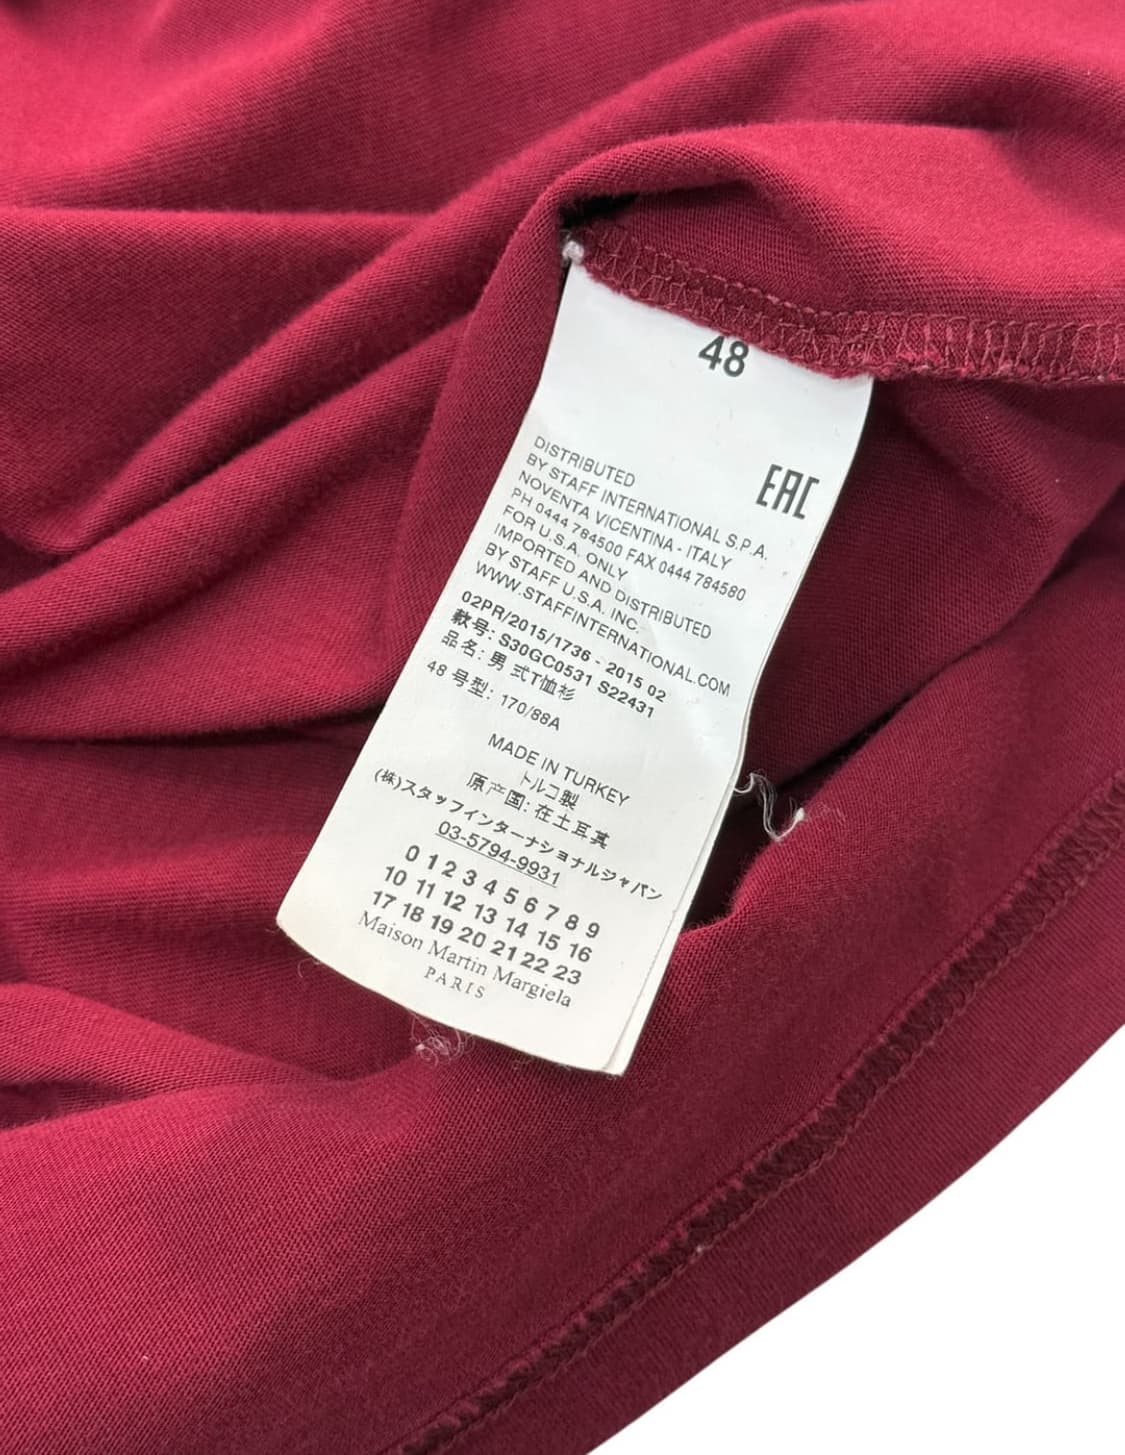 48
EAC
DISTRIBUTED
BY STAFF INTERNATIONAL S.P.A.
NOVENTA VICENTINA - ITALY
PH 0444 784500 FAX 0444 784580
FOR U.S.A. ONLY
IMPORTED AND DISTRIBUTED
BY STAFF U.S.A. INC.
WWW.STAFFINTERNATIONAL.COM
02PR/2015/1736 - 2015 02
款号: S30GC0531 S22431
品名: 男式T恤衫
48 号型: 170/88A
MADE IN TURKEY
トルコ製
原产国: 在土耳其
(株)スタッフインターナショナルジャパン
03-5794-9931
0 1 2 3 4 5 6 7 8 9
10 11 12 13 14 15 16
17 18 19 20 21 22 23
Maison Martin Margiela
PARIS